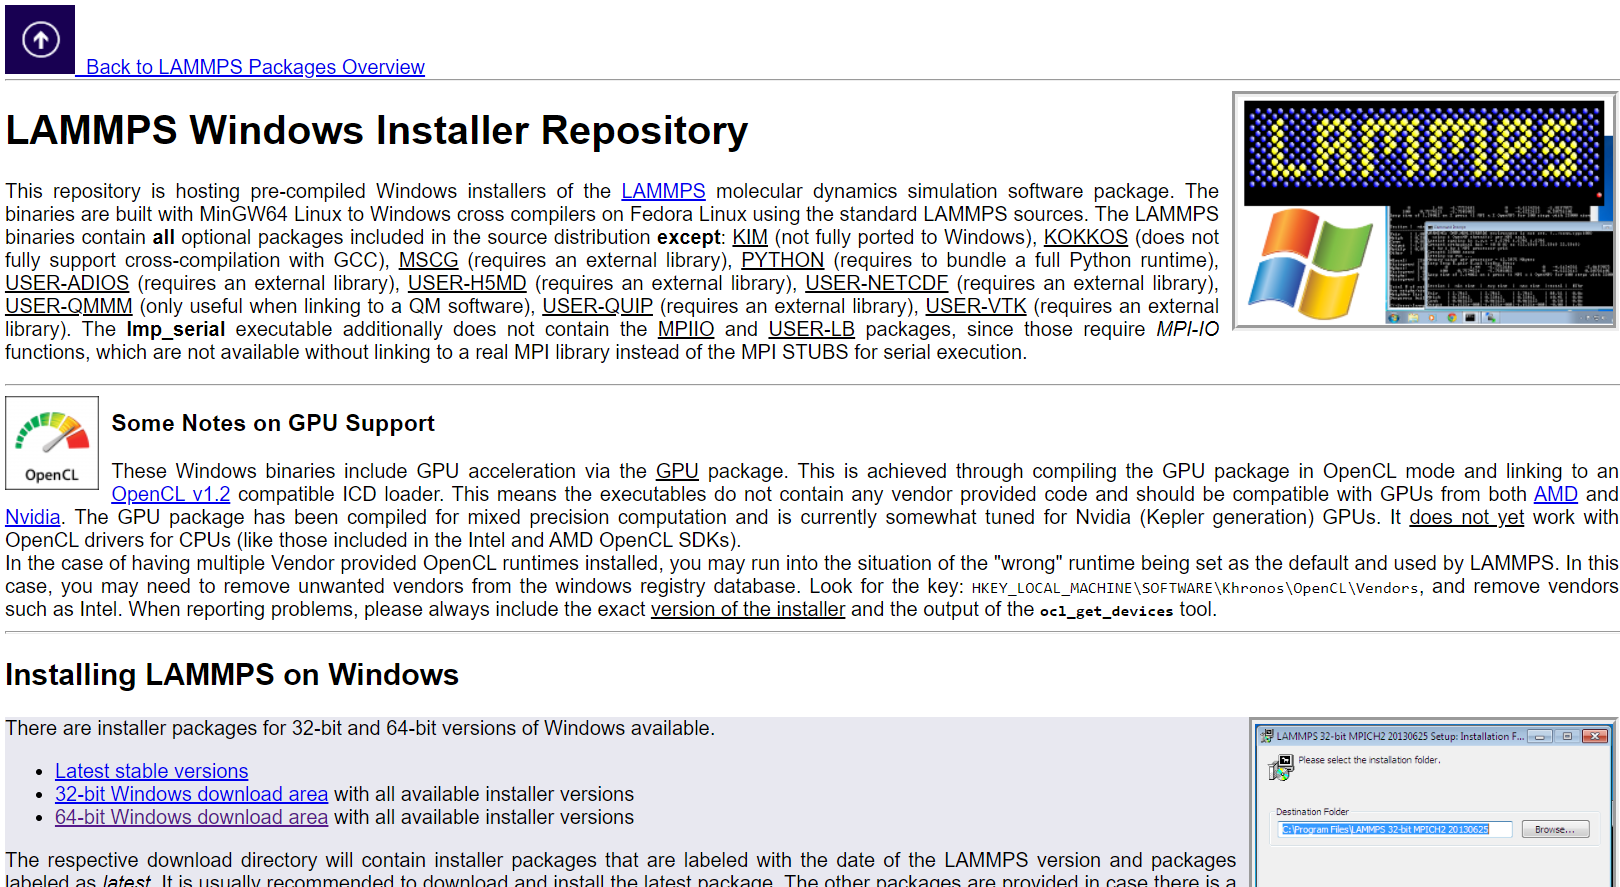 Back to LAMMPS Packages Overview
LAMMPS Windows Installer Repository
LAMMPS
This repository is hosting pre-compiled Windows installers of the LAMMPS molecular dynamics simulation software package. The
binaries are built with MinGW64 Linux to Windows cross compilers on Fedora Linux using the standard LAMMPS sources. The LAMMPS
binaries contain all optional packages included in the source distribution except: KIM (not fully ported to Windows), KOKKOS (does not
fully support cross-compilation with GCC), MSCG (requires an external library), PYTHON (requires to bundle a full Python runtime),
USER-ADIOS (requires an external library), USER-H5MD (requires an external library), USER-NETCDF (requires an external library),
USER-QMMM (only useful when linking to a QM software), USER-QUIP (requires an external library), USER-VTK (requires an external
library). The lmp_serial executable additionally does not contain the MPIIO and USER-LB packages, since those require MPI-IO
functions, which are not available without linking to a real MPI library instead of the MPI STUBS for serial execution.
OpenCL
Some Notes on GPU Support
These Windows binaries include GPU acceleration via the GPU package. This is achieved through compiling the GPU package in OpenCL mode and linking to an
OpenCL v1.2 compatible ICD loader. This means the executables do not contain any vendor provided code and should be compatible with GPUs from both AMD and
Nvidia. The GPU package has been compiled for mixed precision computation and is currently somewhat tuned for Nvidia (Kepler generation) GPUs. It does not yet work with
OpenCL drivers for CPUs (like those included in the Intel and AMD OpenCL SDKs).
In the case of having multiple Vendor provided OpenCL runtimes installed, you may run into the situation of the "wrong" runtime being set as the default and used by LAMMPS. In this
case, you may need to remove unwanted vendors from the windows registry database. Look for the key: HKEY_LOCAL_MACHINE\SOFTWARE\Khronos\OpenCL\Vendors, and remove vendors
such as Intel. When reporting problems, please always include the exact version of the installer and the output of the ocl_get_devices tool.
Installing LAMMPS on Windows
There are installer packages for 32-bit and 64-bit versions of Windows available.
• Latest stable versions
• 32-bit Windows download area with all available installer versions
• 64-bit Windows download area with all available installer versions
The respective download directory will contain installer packages that are labeled with the date of the LAMMPS version and packages
labeled as latest. It is usually recommended to download and install the latest package. The other packages are provided in case there is a
LAMMPS 32-bit MPICH2 20130625 Setup: Installation F...
Please select the installation folder.
Destination Folder
C:\Program Files\LAMMPS 32-bit MPICH2 20130625
Browse...